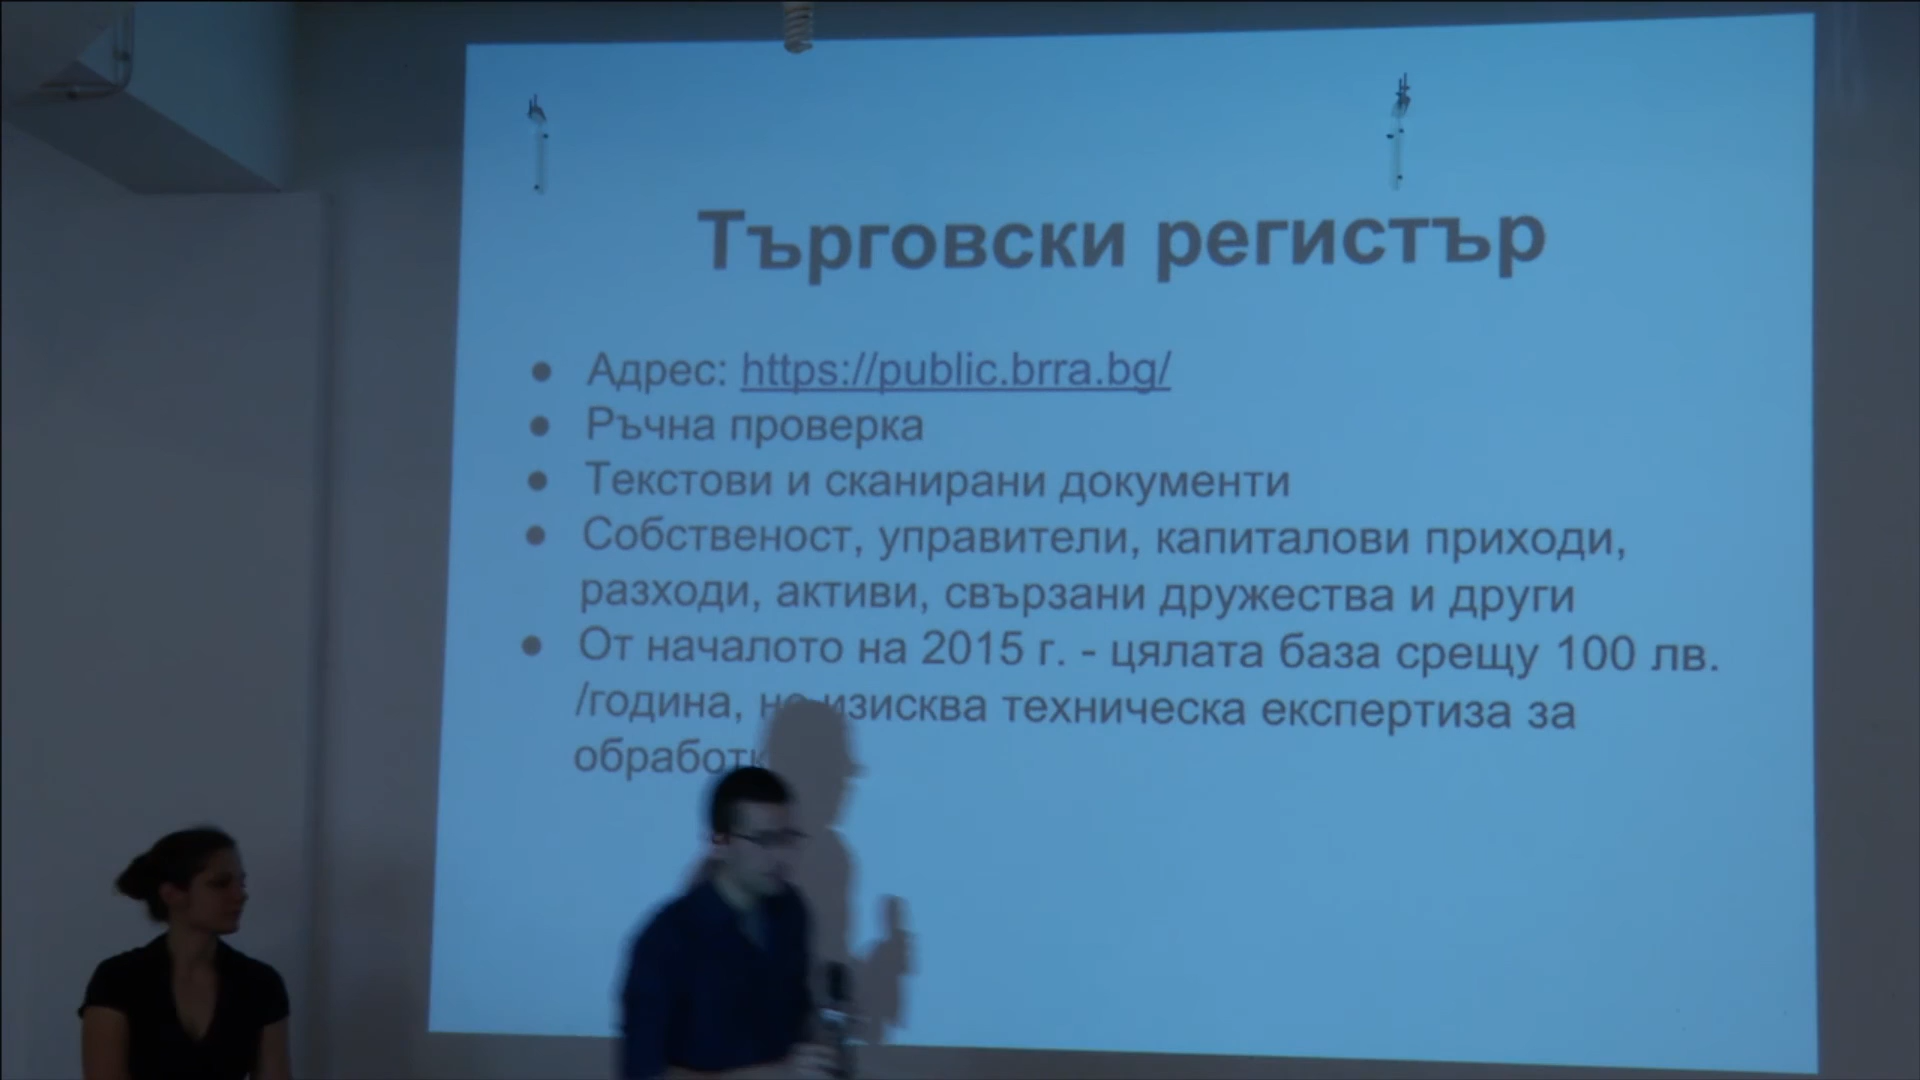 Търговски регистър
● Адрес: https://public.brra.bg/
● Ръчна проверка
● Текстови и сканирани документи
● Собственост, управители, капиталови приходи,
разходи, активи, свързани дружества и други
● От началото на 2015 г. - цялата база срещу 100 лв.
/година, но изисква техническа експертиза за